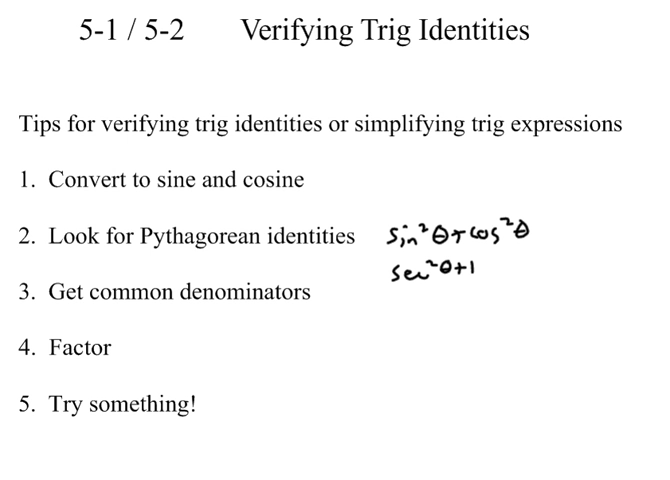 5-1 / 5-2 Verifying Trig Identities
Tips for verifying trig identities or simplifying trig expressions
1. Convert to sine and cosine
2. Look for Pythagorean identities sin²θ+cos²θ
sec²θ+1
3. Get common denominators
4. Factor
5. Try something!